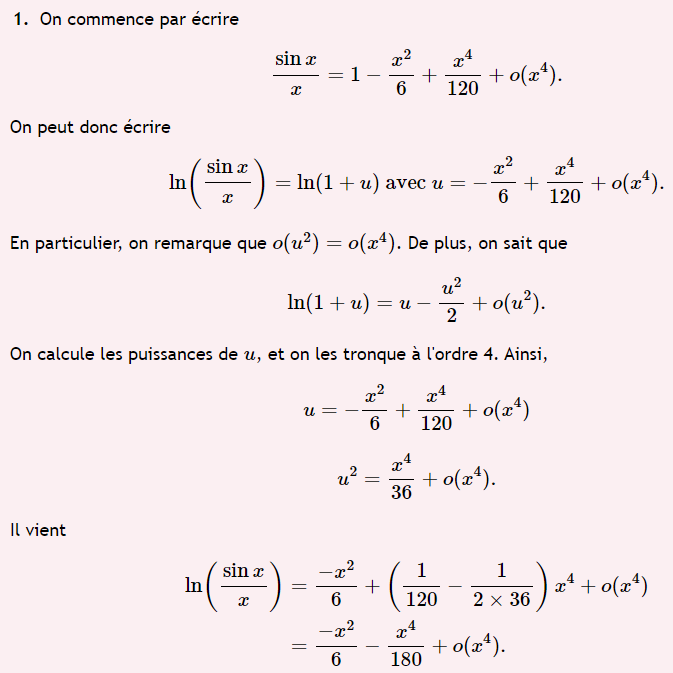 1. On commence par écrire
$$\frac{\sin x}{x} = 1 - \frac{x^2}{6} + \frac{x^4}{120} + o(x^4).$$
On peut donc écrire
$$\ln\left(\frac{\sin x}{x}\right) = \ln(1+u) \text{ avec } u = -\frac{x^2}{6} + \frac{x^4}{120} + o(x^4).$$
En particulier, on remarque que $o(u^2) = o(x^4)$. De plus, on sait que
$$\ln(1+u) = u - \frac{u^2}{2} + o(u^2).$$
On calcule les puissances de $u$, et on les tronque à l'ordre 4. Ainsi,
$$u = -\frac{x^2}{6} + \frac{x^4}{120} + o(x^4)$$
$$u^2 = \frac{x^4}{36} + o(x^4).$$
Il vient
$$\ln\left(\frac{\sin x}{x}\right) = \frac{-x^2}{6} + \left(\frac{1}{120} - \frac{1}{2 \times 36}\right) x^4 + o(x^4)$$
$$= \frac{-x^2}{6} - \frac{x^4}{180} + o(x^4).$$